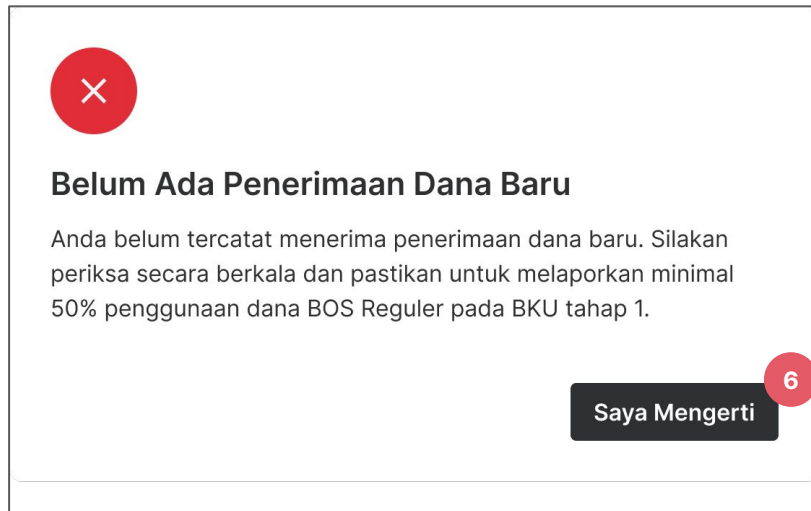 Belum Ada Penerimaan Dana Baru
Anda belum tercatat menerima penerimaan dana baru. Silakan
periksa secara berkala dan pastikan untuk melaporkan minimal
50% penggunaan dana BOS Reguler pada BKU tahap 1.
6
Saya Mengerti